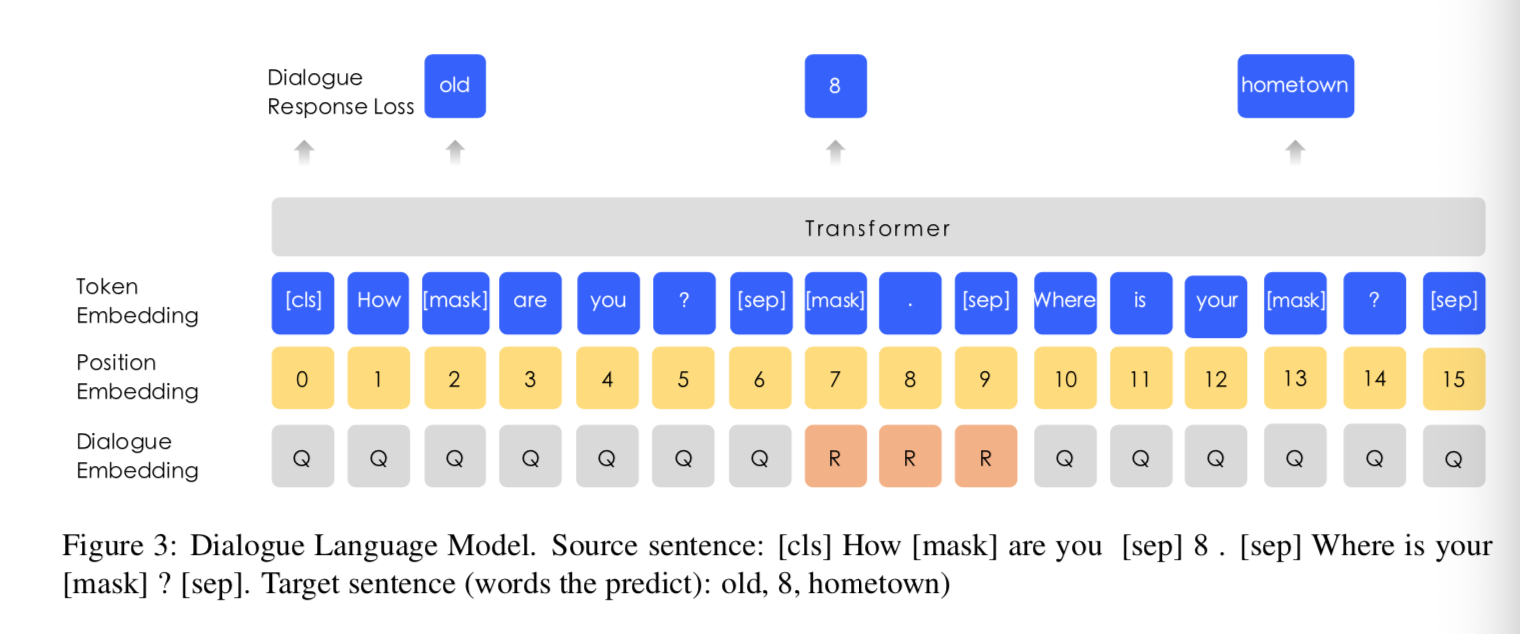 Dialogue
Response Loss
old
8
hometown
Transformer
Token
Embedding
[cls] How [mask] are you ? [sep] [mask] . [sep] Where is your [mask] ? [sep]
Position
Embedding
0 1 2 3 4 5 6 7 8 9 10 11 12 13 14 15
Dialogue
Embedding
Q Q Q Q Q Q Q R R R Q Q Q Q Q Q
Figure 3: Dialogue Language Model. Source sentence: [cls] How [mask] are you [sep] 8 . [sep] Where is your
[mask] ? [sep]. Target sentence (words the predict): old, 8, hometown)